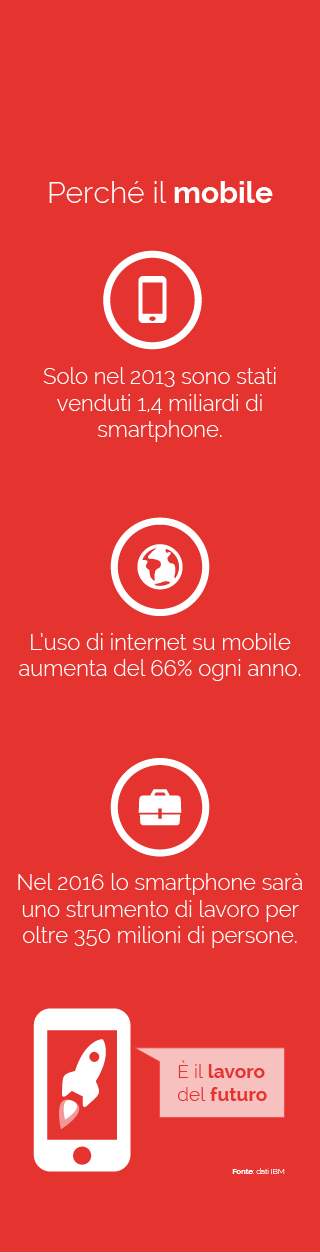 Perché il mobile
Solo nel 2013 sono stati
venduti 1,4 miliardi di
smartphone.
L'uso di internet su mobile
aumenta del 66% ogni anno.
Nel 2016 lo smartphone sarà
uno strumento di lavoro per
oltre 350 milioni di persone.
È il lavoro
del futuro
Fonte: dati IBM